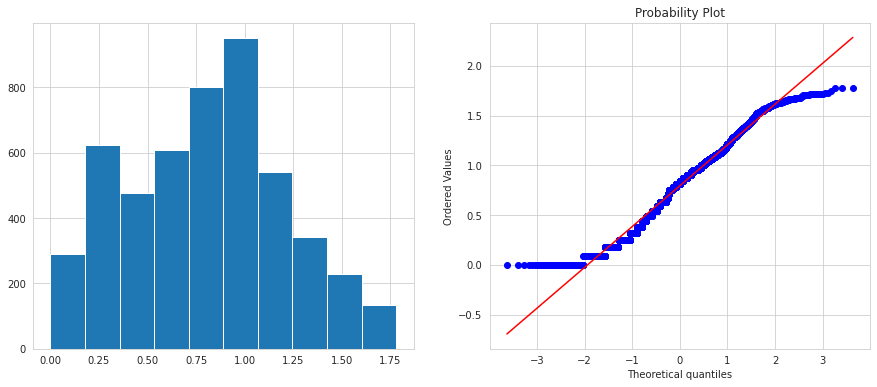 Probability Plot
800
600
400
200
0
0.00 0.25 0.50 0.75 1.00 1.25 1.50 1.75
Ordered Values
2.0
1.5
1.0
0.5
0.0
−0.5
−3 −2 −1 0 1 2 3
Theoretical quantiles